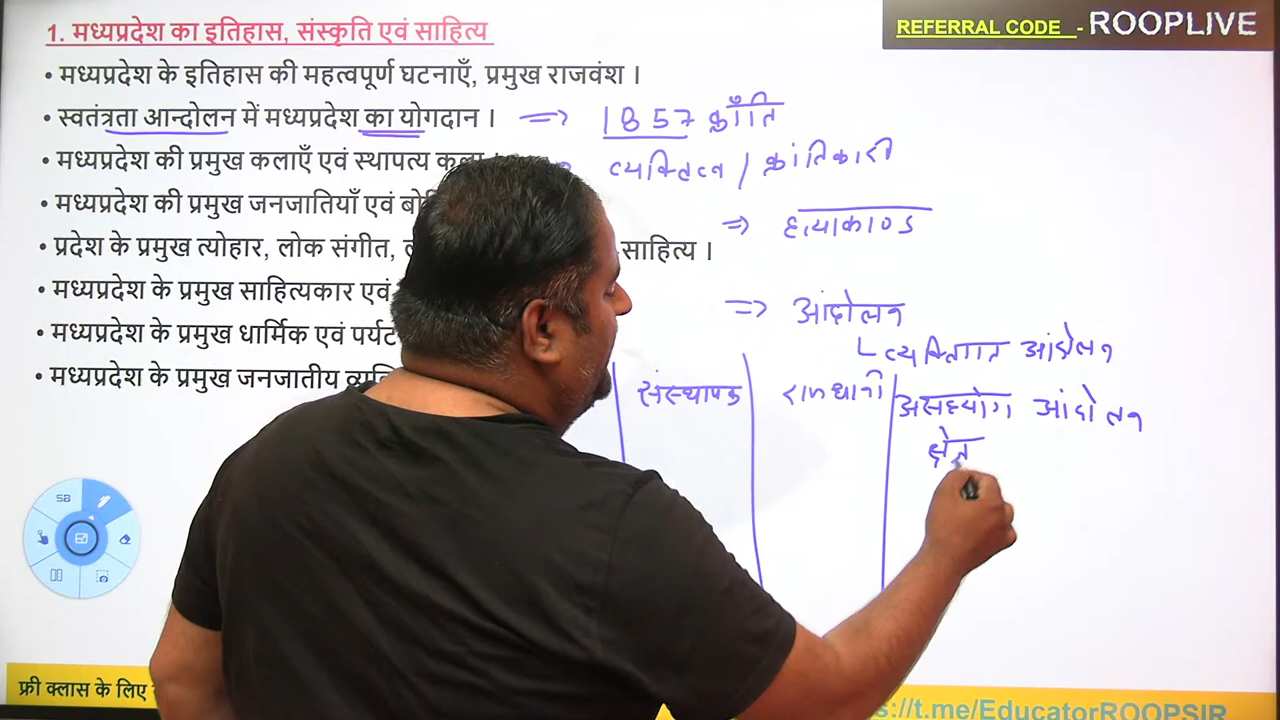 1. मध्यप्रदेश का इतिहास, संस्कृति एवं साहित्य
REFERRAL CODE - ROOPLIVE
• मध्यप्रदेश के इतिहास की महत्वपूर्ण घटनाएँ, प्रमुख राजवंश ।
• स्वतंत्रता आन्दोलन में मध्यप्रदेश का योगदान । => 1857 क्राँति
• मध्यप्रदेश की प्रमुख कलाएँ एवं स्थापत्य कला
व्यक्तित्व / क्रांतिकारी
• मध्यप्रदेश की प्रमुख जनजातियाँ एवं
=> हत्याकाण्ड
• प्रदेश के प्रमुख त्योहार, लोक संगीत, साहित्य ।
• मध्यप्रदेश के प्रमुख साहित्यकार एवं
=> आंदोलन
• मध्यप्रदेश के प्रमुख धार्मिक एवं
व्यक्तिगत आंदोलन
• मध्यप्रदेश के प्रमुख जनजातीय
राजधानी
असहयोग आंदोलन
SB
फ्री क्लास के लिए
://t.me/EducatorROOPSIR